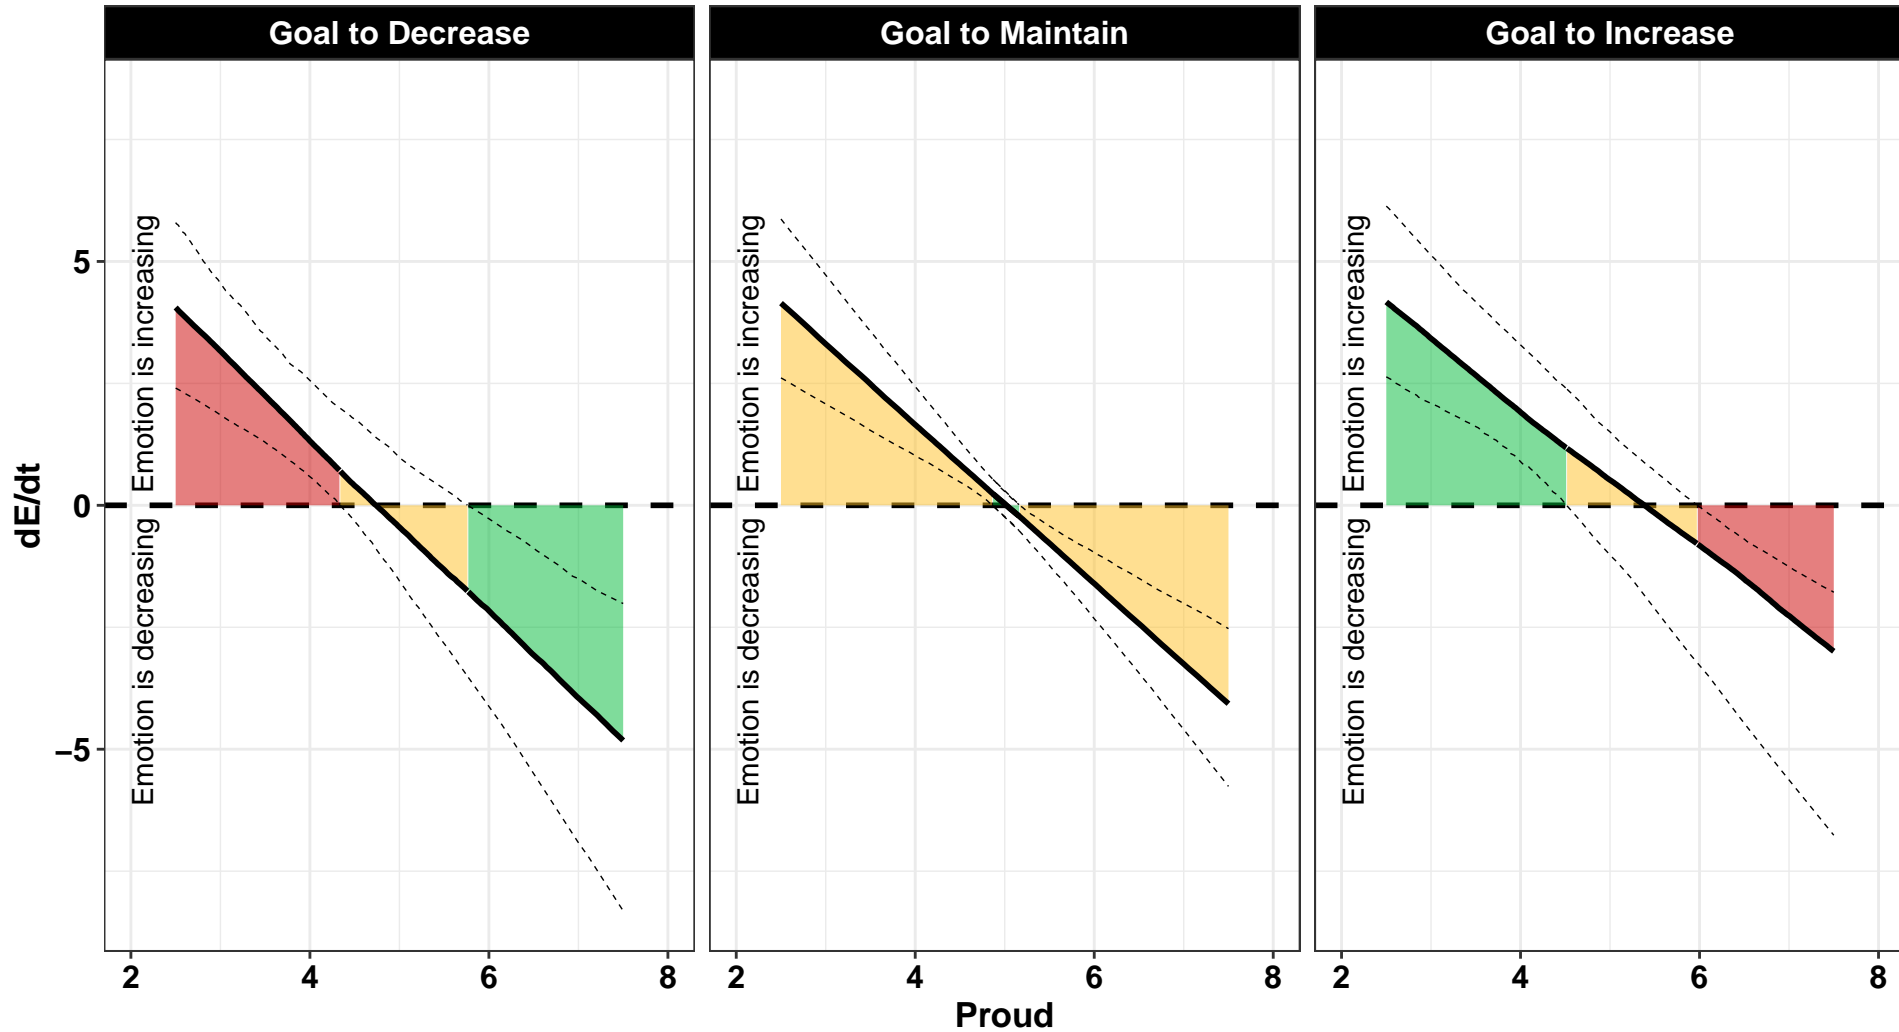 Goal to Decrease
Goal to Maintain
Goal to Increase
dE/dt
5
0
−5
Emotion is increasing
Emotion is decreasing
Emotion is increasing
Emotion is decreasing
Emotion is increasing
Emotion is decreasing
2 4 6 8
2 4 6 8
2 4 6 8
Proud